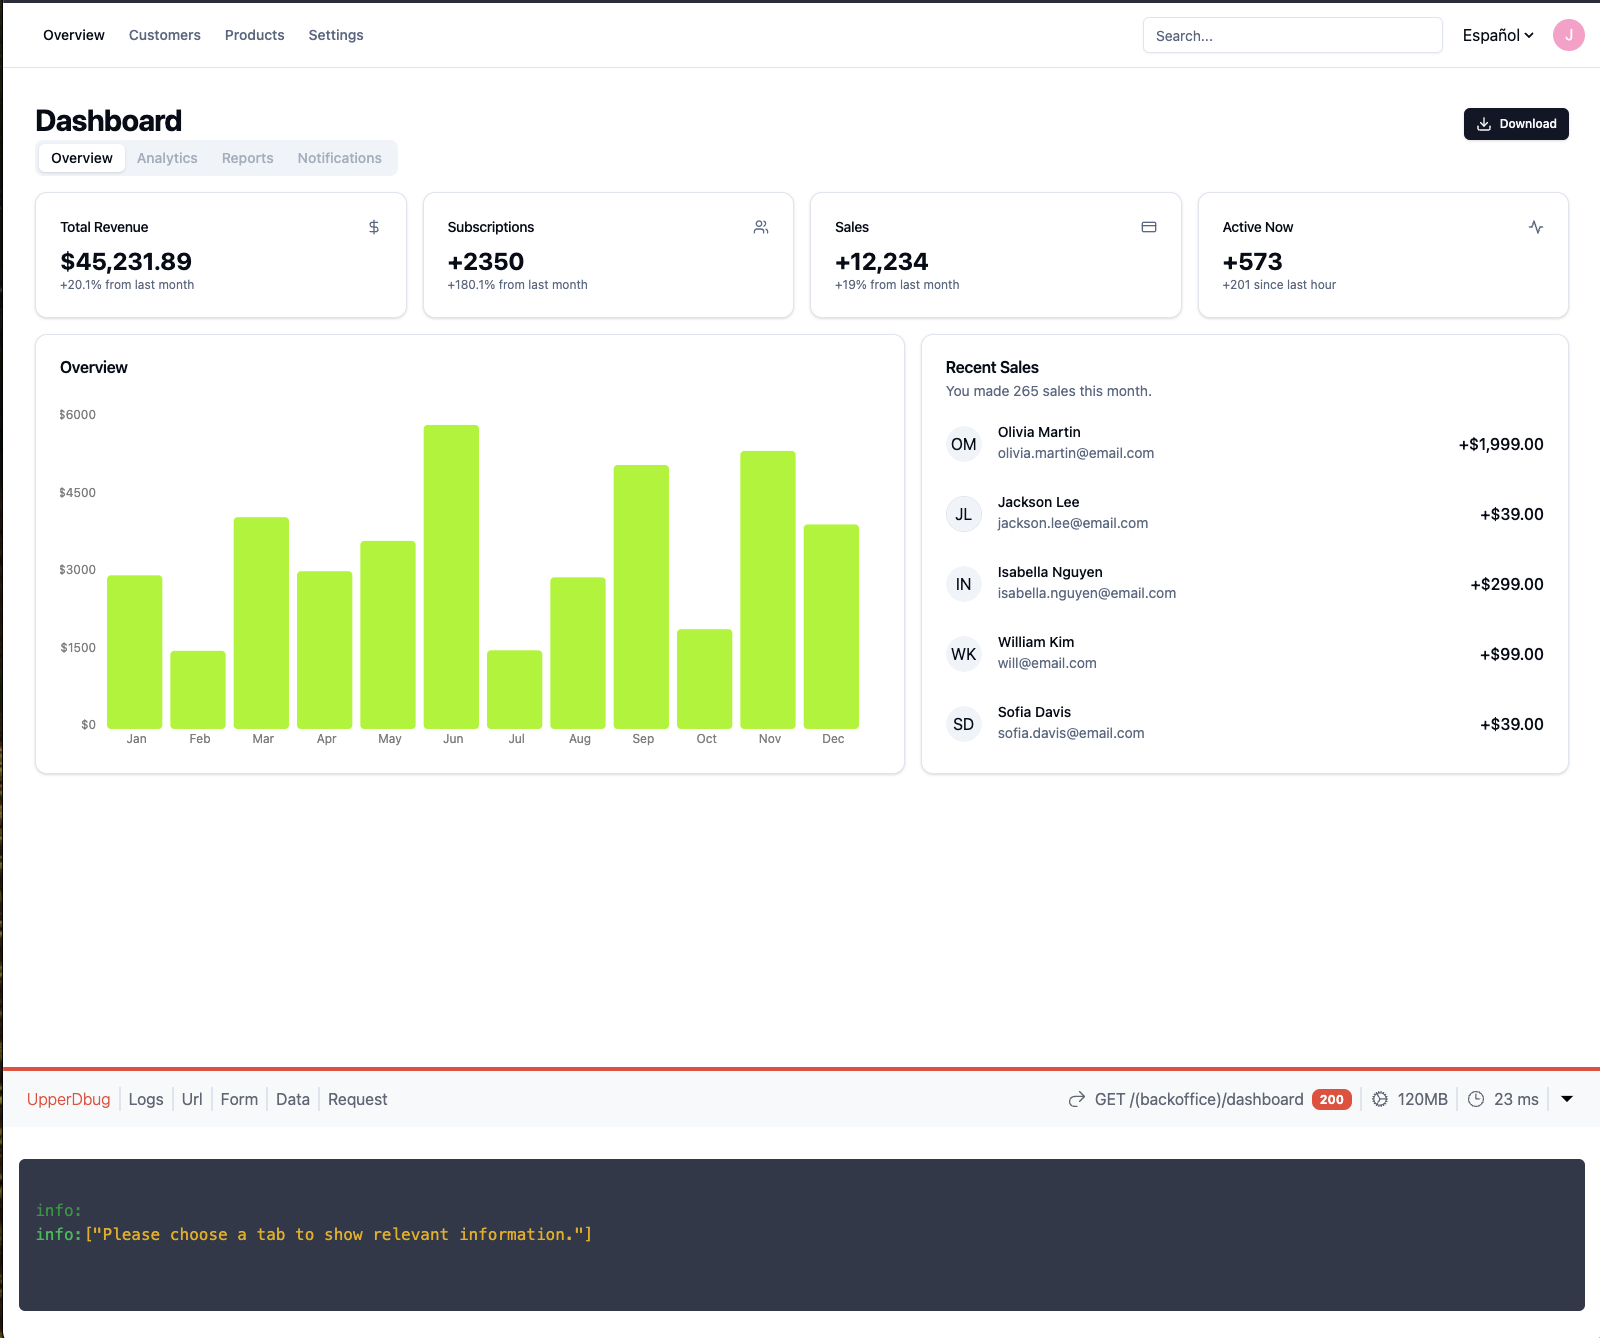 Overview Customers Products Settings
Search...
Español
J
Dashboard
Download
Overview Analytics Reports Notifications
Total Revenue
$45,231.89
+20.1% from last month
Subscriptions
+2350
+180.1% from last month
Sales
+12,234
+19% from last month
Active Now
+573
+201 since last hour
Overview
$6000
$4500
$3000
$1500
$0
Jan Feb Mar Apr May Jun Jul Aug Sep Oct Nov Dec
Recent Sales
You made 265 sales this month.
OM
Olivia Martin
olivia.martin@email.com
+$1,999.00
JL
Jackson Lee
jackson.lee@email.com
+$39.00
IN
Isabella Nguyen
isabella.nguyen@email.com
+$299.00
WK
William Kim
will@email.com
+$99.00
SD
Sofia Davis
sofia.davis@email.com
+$39.00
UpperDbug Logs Url Form Data Request
GET /(backoffice)/dashboard 200 120MB 23 ms
info:
info:["Please choose a tab to show relevant information."]